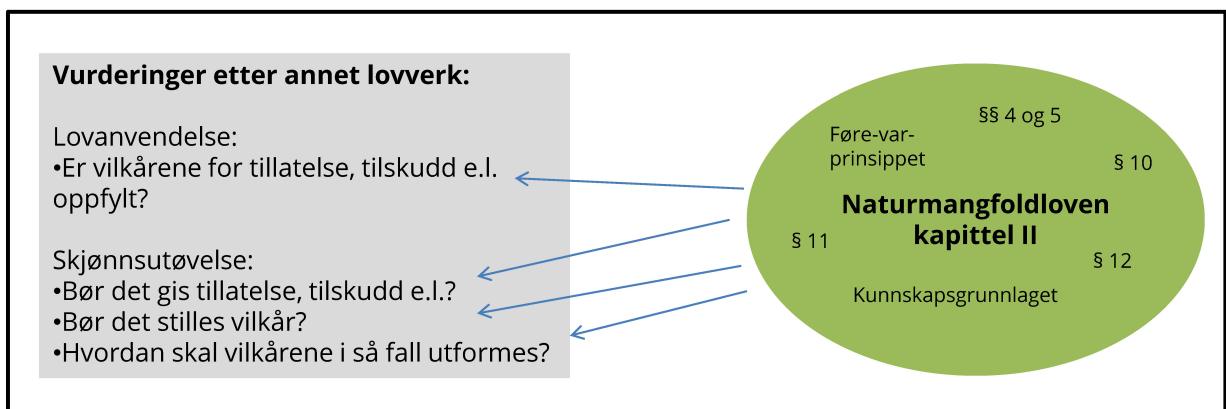 Vurderinger etter annet lovverk:
Lovanvendelse:
•Er vilkårene for tillatelse, tilskudd e.l.
oppfylt?
Skjønnsutøvelse:
•Bør det gis tillatelse, tilskudd e.l.?
•Bør det stilles vilkår?
•Hvordan skal vilkårene i så fall utformes?
§§ 4 og 5
Føre-var-
prinsippet
§ 10
Naturmangfoldloven
kapittel II
§ 11
§ 12
Kunnskapsgrunnlaget